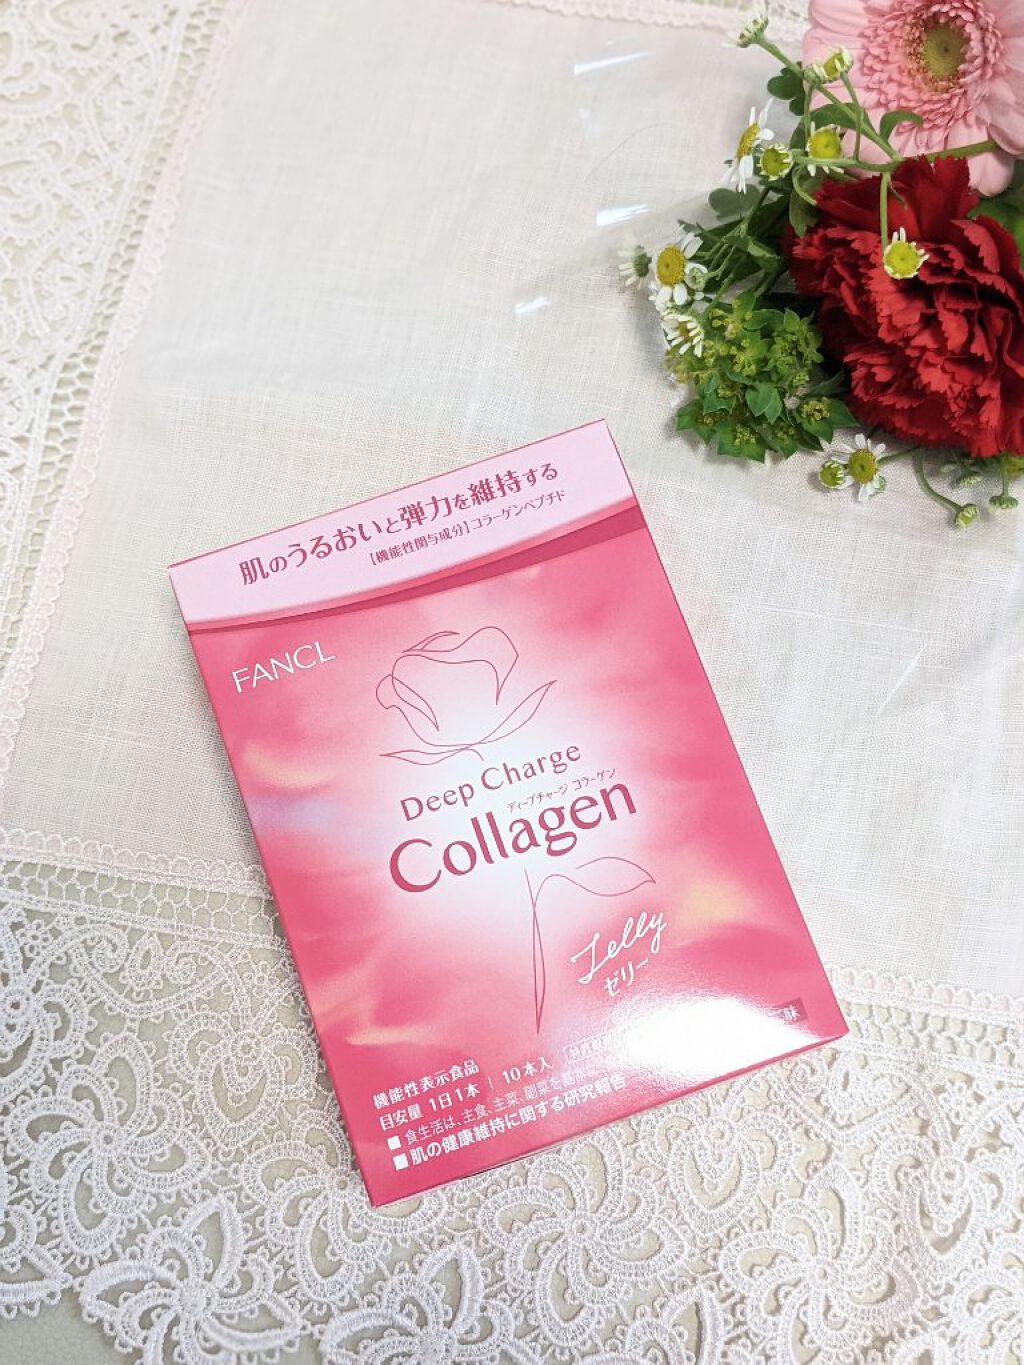 肌のうるおいと弾力を維持する
［機能性関与成分］コラーゲンペプチド
FANCL
Deep Charge
ディープチャージ コラーゲン
Collagen
Jelly
ゼリー
味
機能性表示食品
目安量 1日1本 | 10本入
■ 食生活は、主食、主菜、副菜を基本に
■ 肌の健康維持に関する研究報告